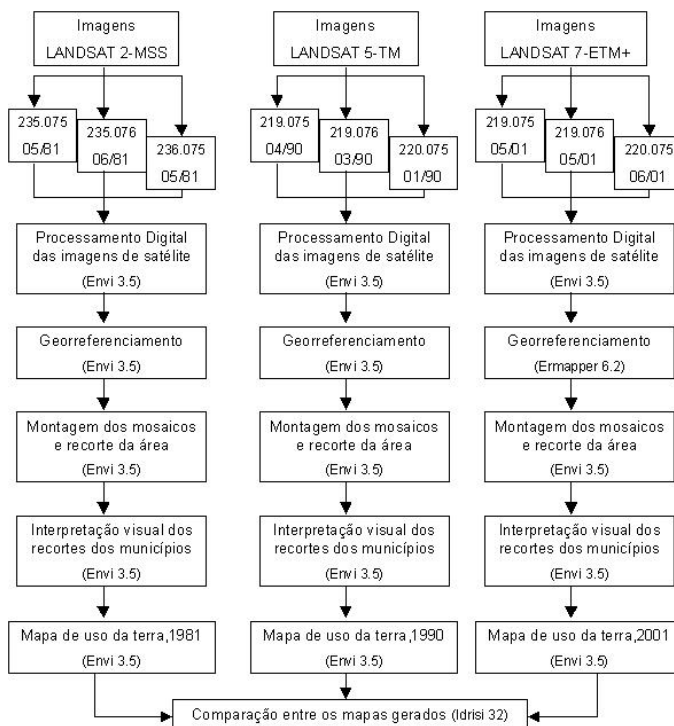 Imagens
LANDSAT 2-MSS
235.075
05/81
235.076
06/81
236.075
05/81
Processamento Digital
das imagens de satélite
(Envi 3.5)
Georreferenciamento
(Envi 3.5)
Montagem dos mosaicos
e recorte da área
(Envi 3.5)
Interpretação visual dos
recortes dos municípios
(Envi 3.5)
Mapa de uso da terra,1981
(Envi 3.5)
Imagens
LANDSAT 5-TM
219.075
04/90
219.076
03/90
220.075
01/90
Processamento Digital
das imagens de satélite
(Envi 3.5)
Georreferenciamento
(Envi 3.5)
Montagem dos mosaicos
e recorte da área
(Envi 3.5)
Interpretação visual dos
recortes dos municípios
(Envi 3.5)
Mapa de uso da terra,1990
(Envi 3.5)
Imagens
LANDSAT 7-ETM+
219.075
05/01
219.076
05/01
220.075
06/01
Processamento Digital
das imagens de satélite
(Envi 3.5)
Georreferenciamento
(Ermapper 6.2)
Montagem dos mosaicos
e recorte da área
(Envi 3.5)
Interpretação visual dos
recortes dos municípios
(Envi 3.5)
Mapa de uso da terra,2001
(Envi 3.5)
Comparação entre os mapas gerados (Idrisi 32)